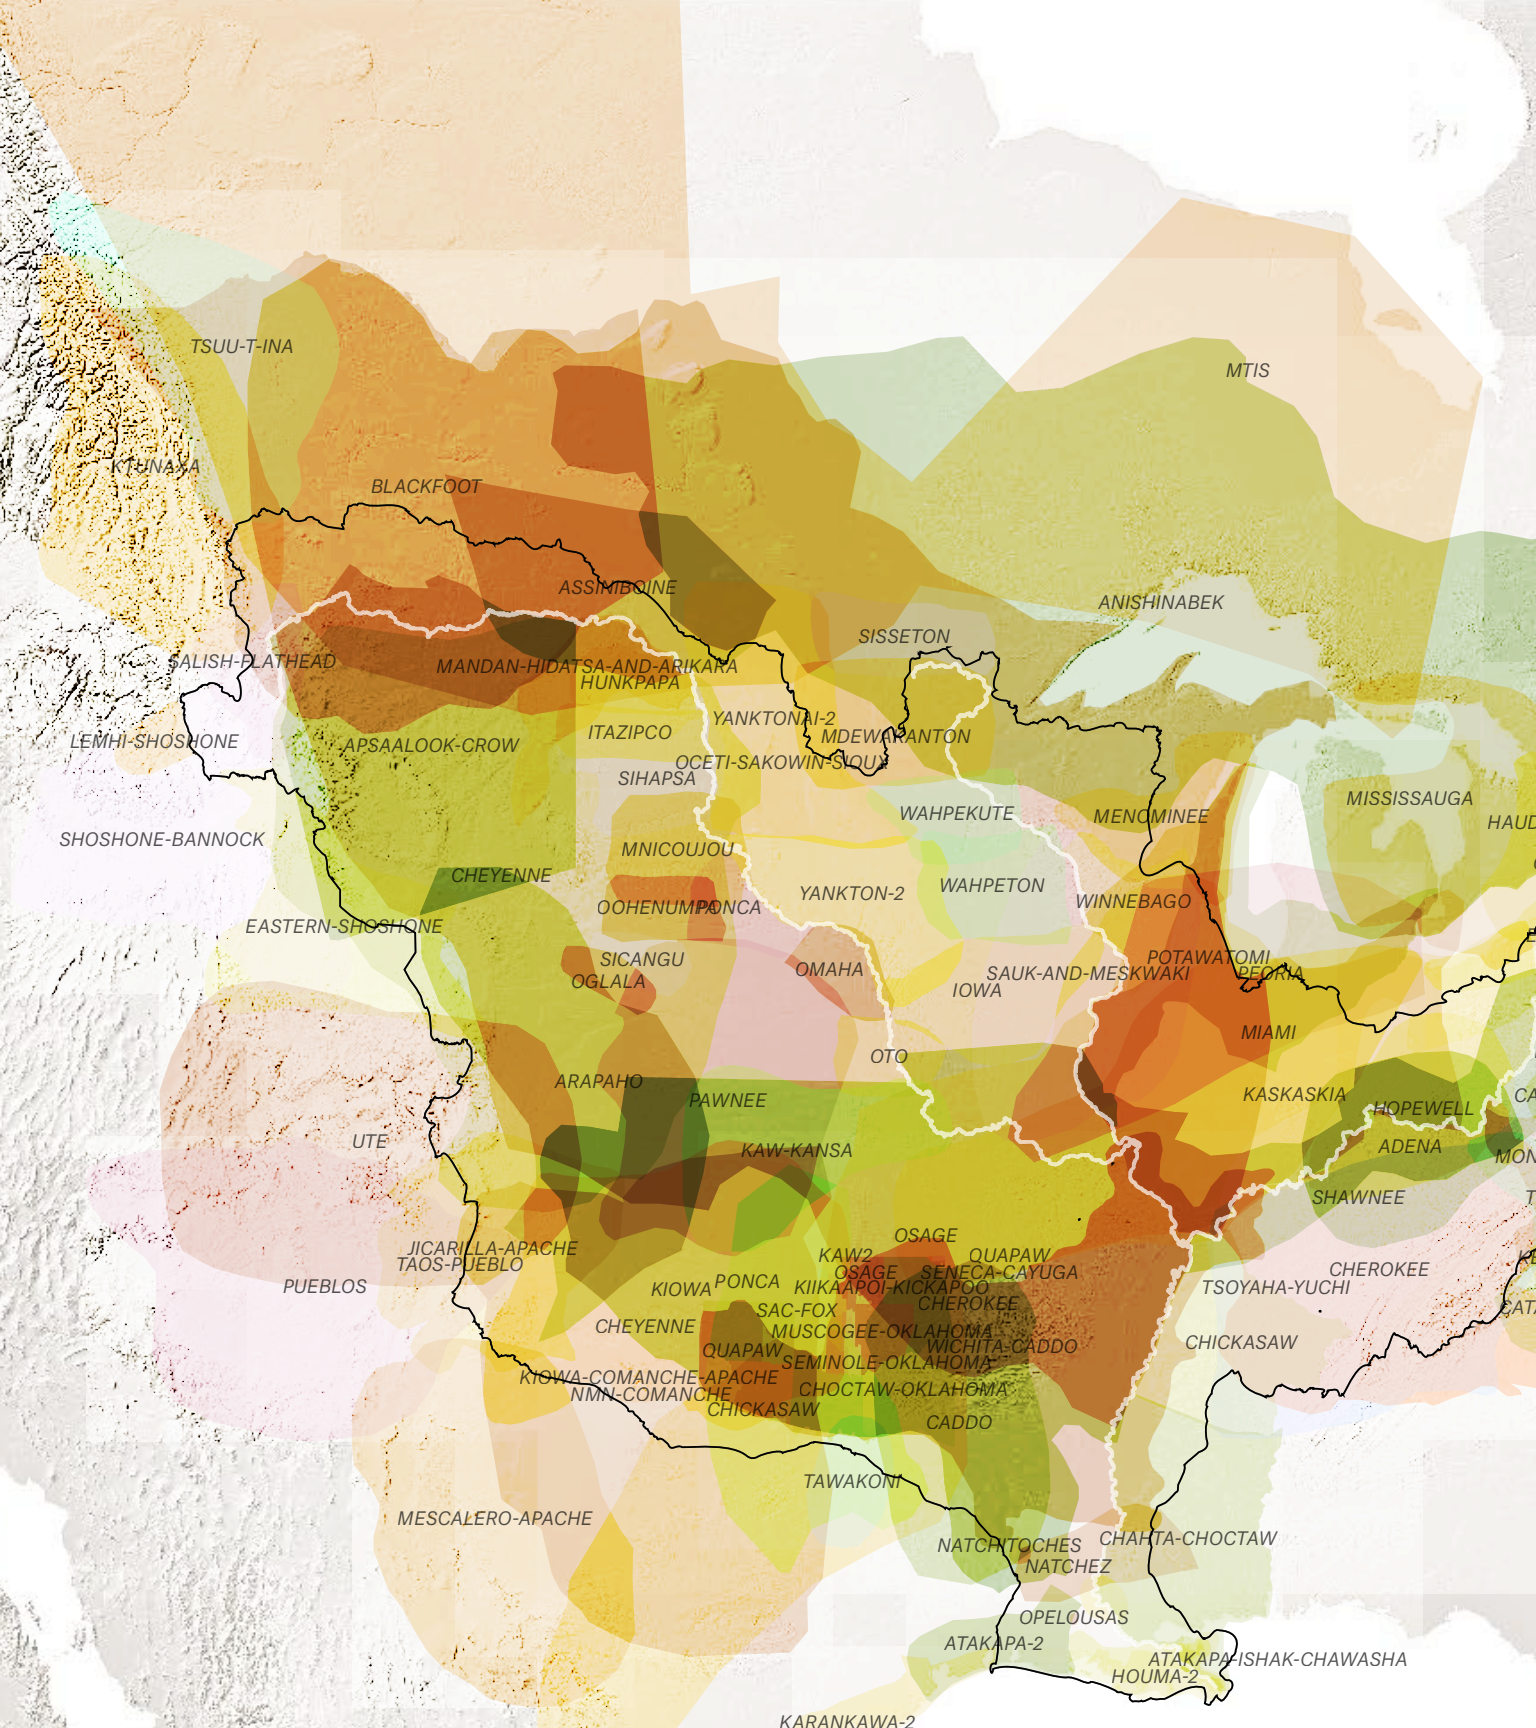 TSUU-T-INA
MTIS
KTUNAXA
BLACKFOOT
ASSINIBOINE
ANISHINABEK
SISSETON
SALISH-FLATHEAD
MANDAN-HIDATSA-AND-ARIKARA
HUNKPAPA
YANKTONAI-2
ITAZIPCO
MDEWAKANTON
LEMHI-SHOSHONE
APSAALOOK-CROW
OCETI-SAKOWIN-SIOUX
SIHAPSA
MISSISSAUGA
WAHPEKUTE
MENOMINEE
HAUD
SHOSHONE-BANNOCK
MNICOUJOU
CHEYENNE
WAHPETON
YANKTON-2
WINNEBAGO
OOHENUMPA
PONCA
EASTERN-SHOSHONE
SICANGU
POTAWATOMI
OMAHA
SAUK-AND-MESKWAKI
PEORIA
OGLALA
IOWA
MIAMI
OTO
ARAPAHO
KASKASKIA
CA
PAWNEE
HOPEWELL
UTE
KAW-KANSA
ADENA
MON
SHAWNEE
T
OSAGE
JICARILLA-APACHE
KAW2
QUAPAW
TAOS-PUEBLO
OSAGE
SENECA-CAYUGA
CHEROKEE
PUEBLOS
KIOWA
PONCA
KIIKAAPOI-KICKAPOO
TSOYAHA-YUCHI
SAC-FOX
CHEROKEE
CATA
CHEYENNE
MUSCOGEE-OKLAHOMA
CHICKASAW
QUAPAW
WICHITA-CADDO
SEMINOLE-OKLAHOMA
KIOWA-COMANCHE-APACHE
NMN-COMANCHE
CHOCTAW-OKLAHOMA
CHICKASAW
CADDO
TAWAKONI
MESCALERO-APACHE
NATCHITOCHES
CHAHTA-CHOCTAW
NATCHEZ
OPELOUSAS
ATAKAPA-2
ATAKAPA-ISHAK-CHAWASHA
HOUMA-2
KARANKAWA-2